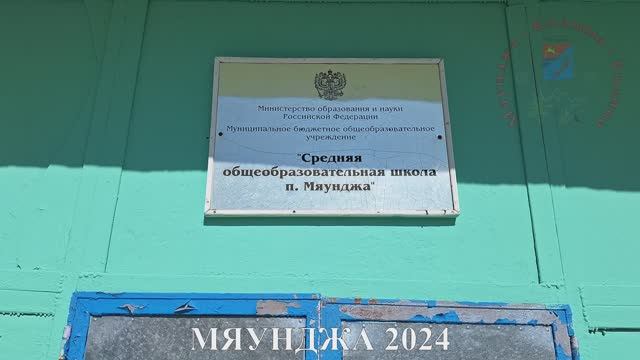 Министерство образования и науки
Российской Федерации
Муниципальное бюджетное общеобразовательное
учреждение
"Средняя
общеобразовательная школа
п. Мяунджа"
МЯУНДЖА 2024